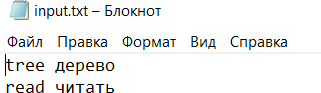 input.txt – Блокнот
Файл Правка Формат Вид Справка
tree дерево
read читать